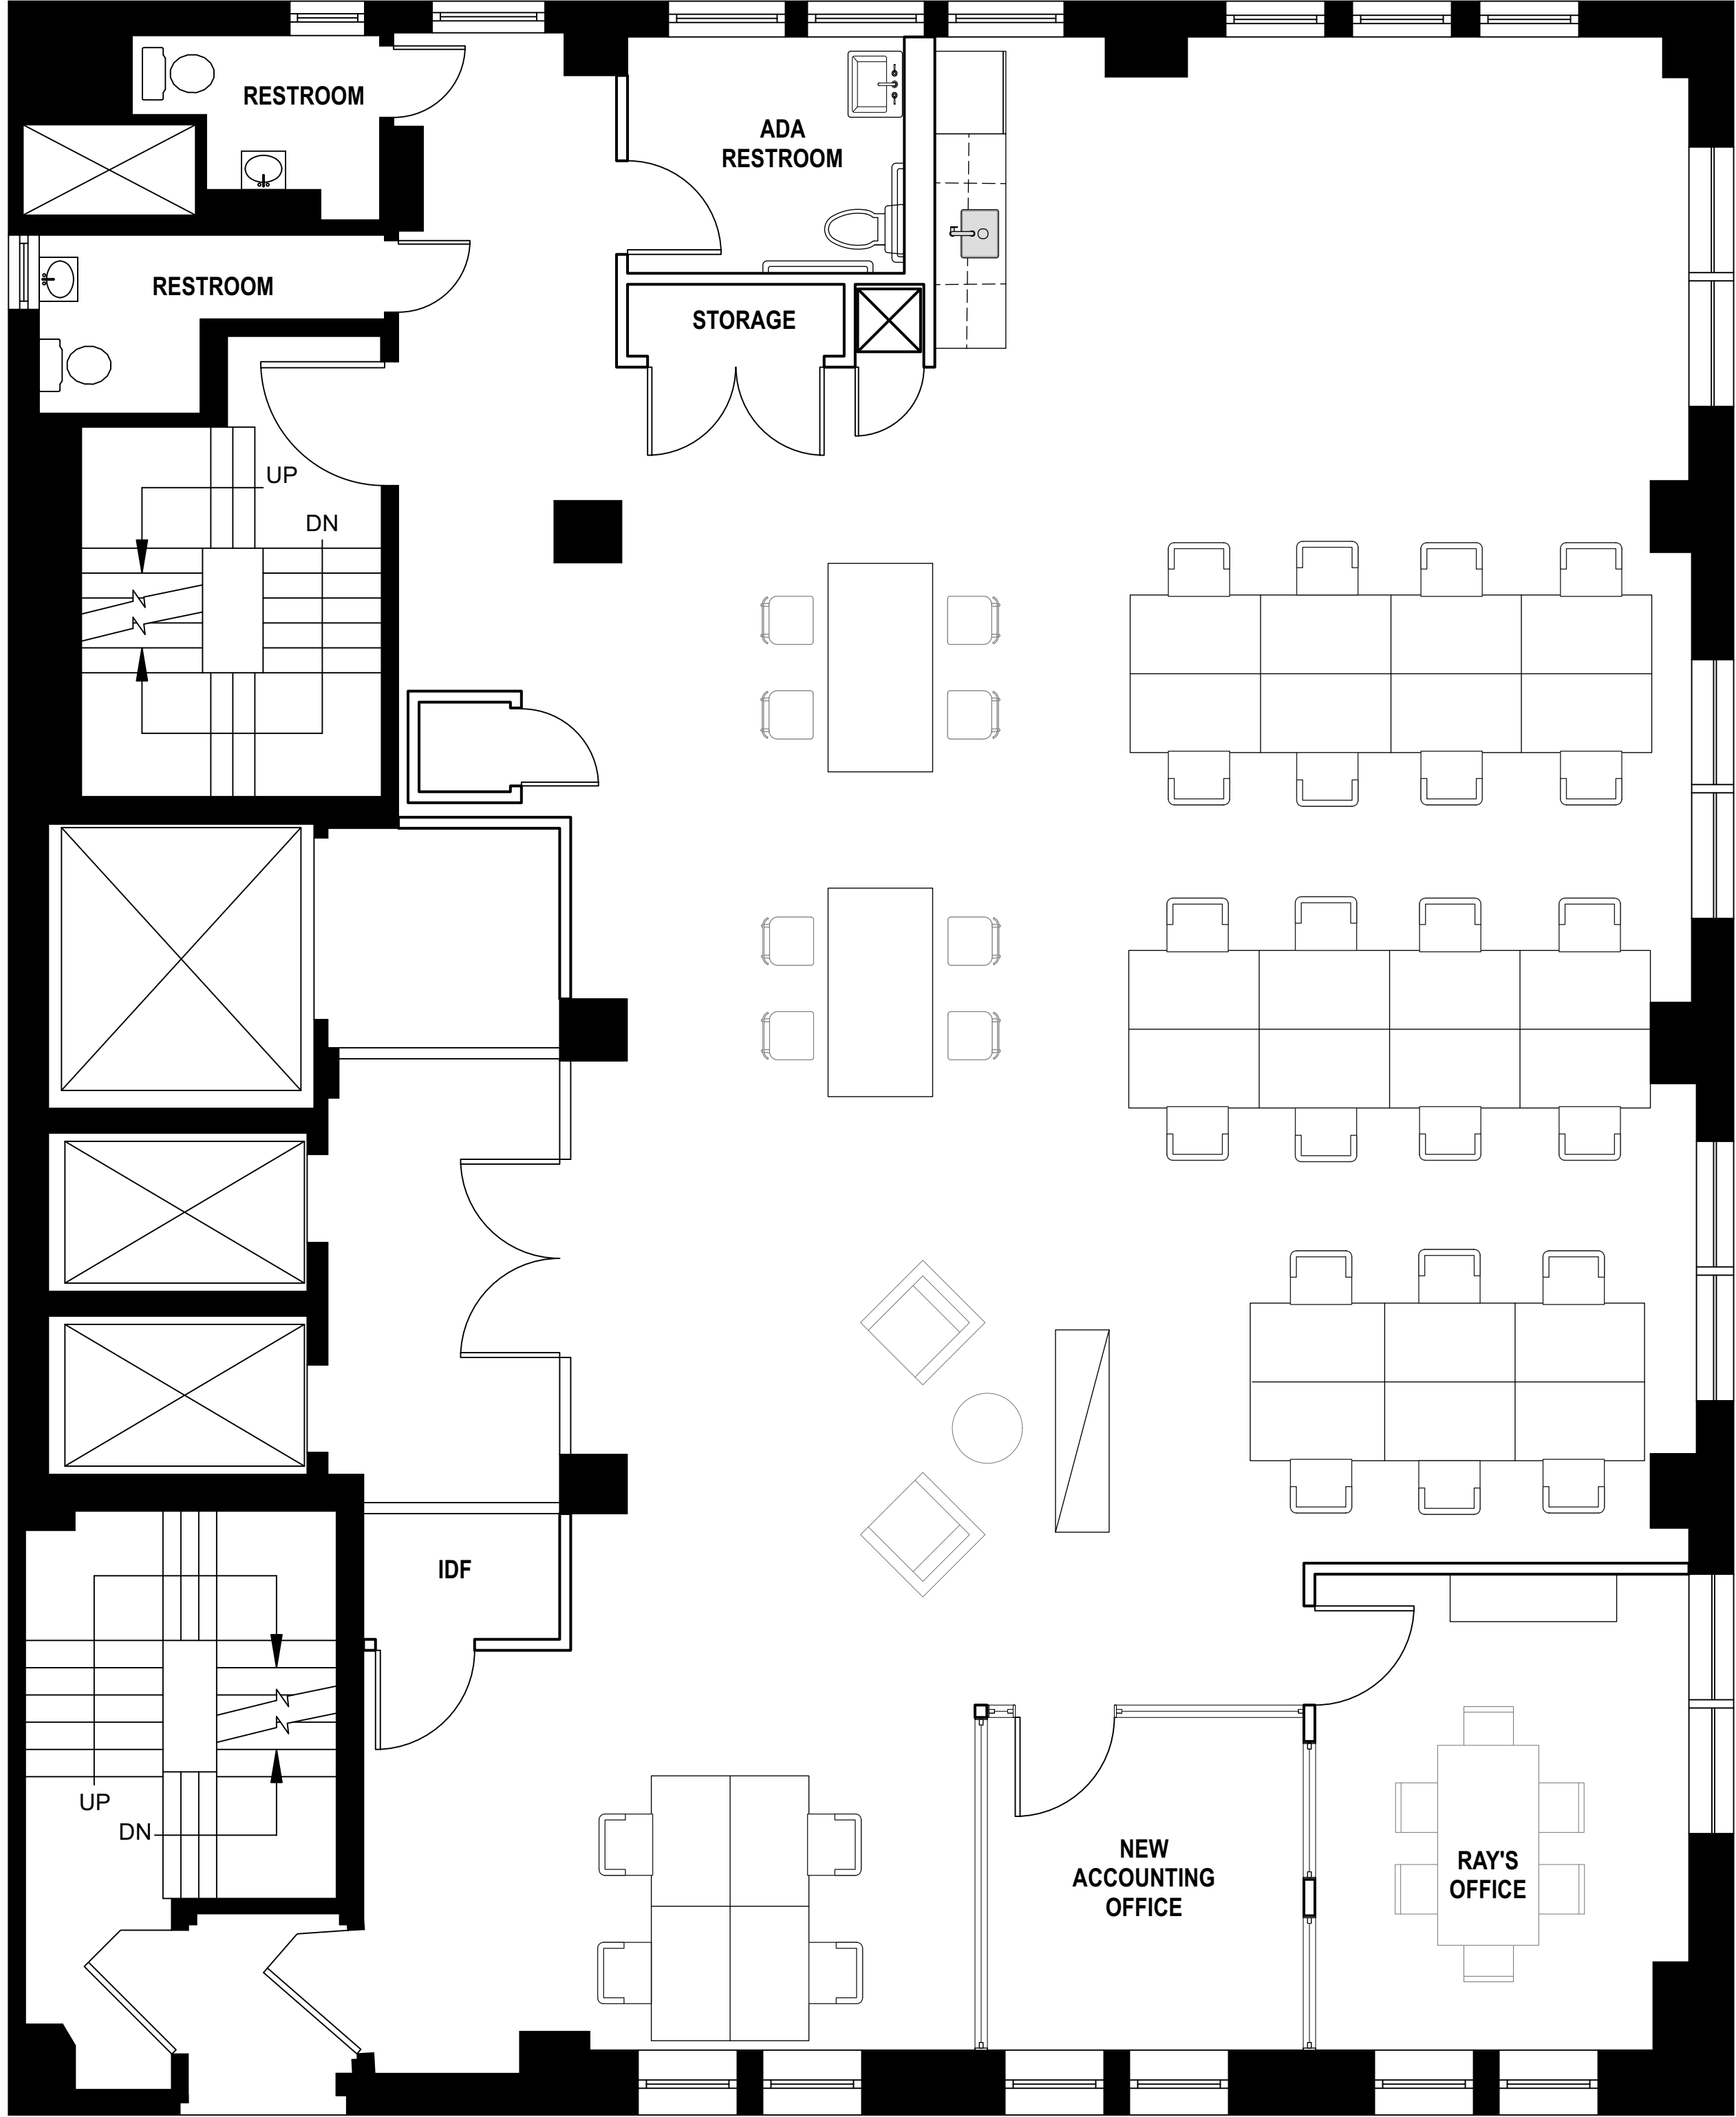 RESTROOM
ADA
RESTROOM
RESTROOM
STORAGE
UP
DN
IDF
UP
DN
NEW
ACCOUNTING
OFFICE
RAY'S
OFFICE